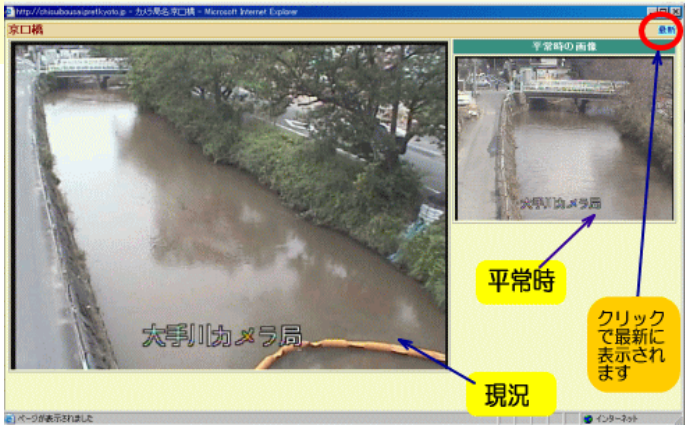 http://chisuibousai.pref.kyoto.jp - カメラ局名:京口橋 - Microsoft Internet Explorer
京口橋
最新
平常時の画像
大手川カメラ局
大手川カメラ局
平常時
クリック
で最新に
表示され
ます
現況
ページが表示されました
インターネット